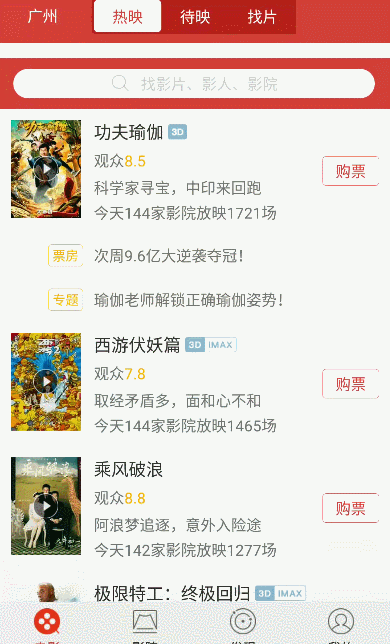 广州 热映 待映 找片
找影片、影人、影院
功夫瑜伽 3D
观众8.5
购票
科学家寻宝，中印来回跑
今天144家影院放映1721场
票房 次周9.6亿大逆袭夺冠！
专题 瑜伽老师解锁正确瑜伽姿势！
西游伏妖篇 3D IMAX
观众7.8
购票
取经矛盾多，面和心不和
今天144家影院放映1465场
乘风破浪
观众8.8
购票
阿浪梦追逐，意外入险途
今天142家影院放映1277场
极限特工：终极回归 3D IMAX